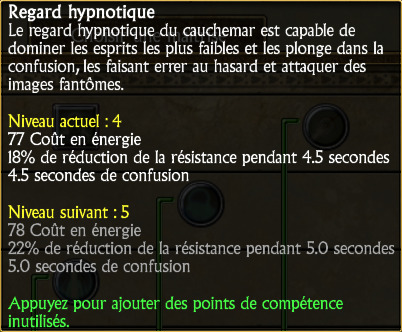 Regard hypnotique
Le regard hypnotique du cauchemar est capable de
dominer les esprits les plus faibles et les plonge dans la
confusion, les faisant errer au hasard et attaquer des
images fantômes.
Niveau actuel : 4
77 Coût en énergie
18% de réduction de la résistance pendant 4.5 secondes
4.5 secondes de confusion
Niveau suivant : 5
78 Coût en énergie
22% de réduction de la résistance pendant 5.0 secondes
5.0 secondes de confusion
Appuyez pour ajouter des points de compétence
inutilisés.